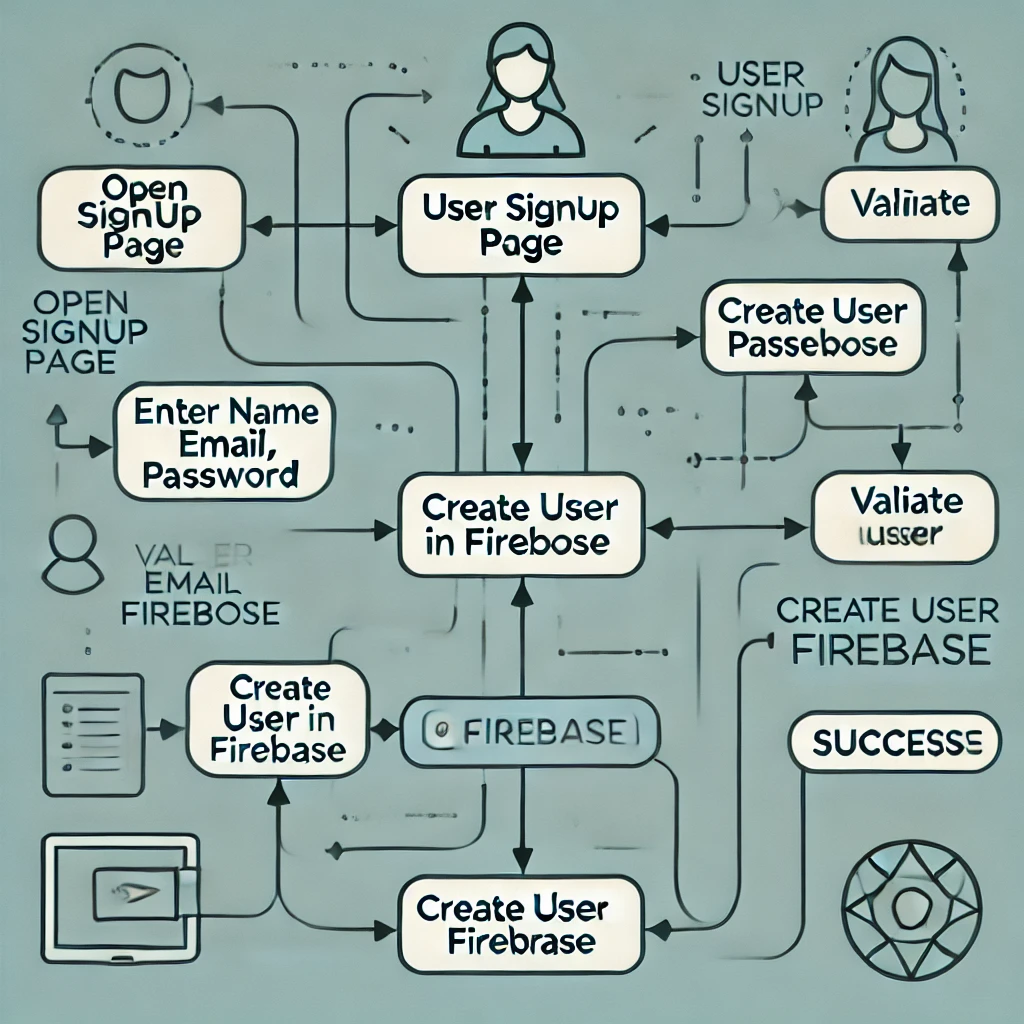 USER
SIGNUP
Open
SignUp
Page
User SignUp
Page
Valiiate
OPEN
SIGNUP
PAGE
Create User
Passebose
Enter Name
Email,
Password
Create User
in Firebose
Valiate
iusser
VAL ER
EMAIL
FIREBOSE
CREATE USER
FIREBASE
Create
User in
Firebase
FIREBASE
SUCCESSE
Create User
Firebrase